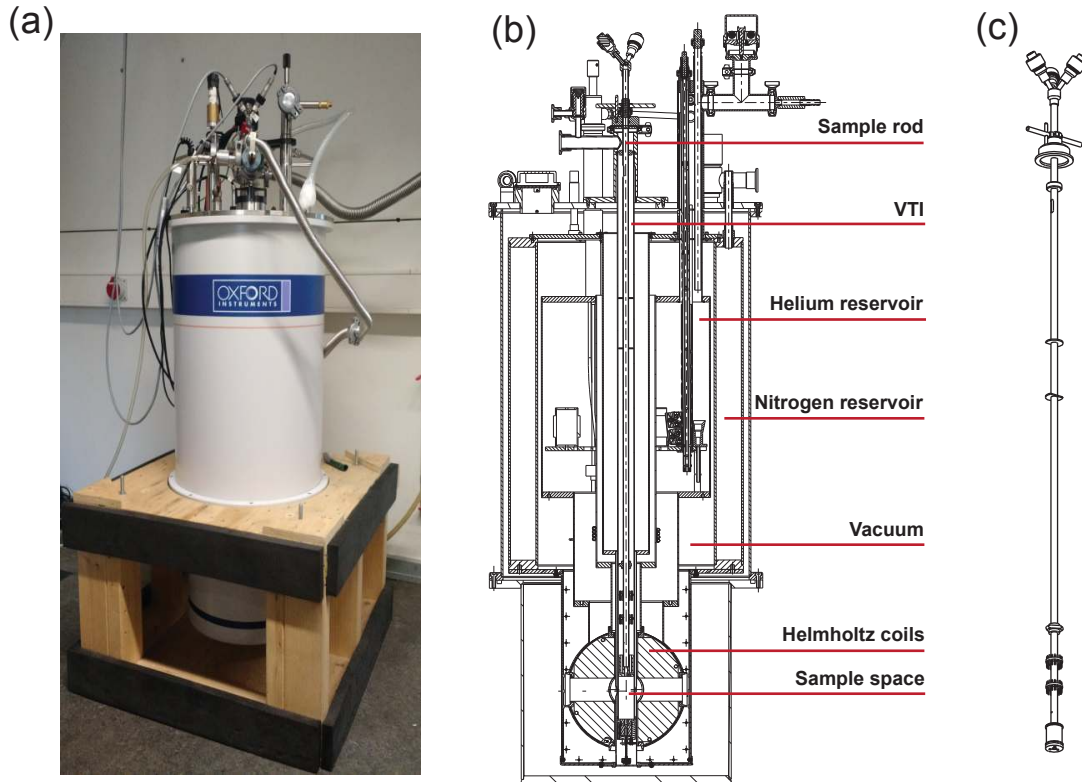 (a)
OXFORD
INSTRUMENTS
(b)
Sample rod
VTI
Helium reservoir
Nitrogen reservoir
Vacuum
Helmholtz coils
Sample space
(c)